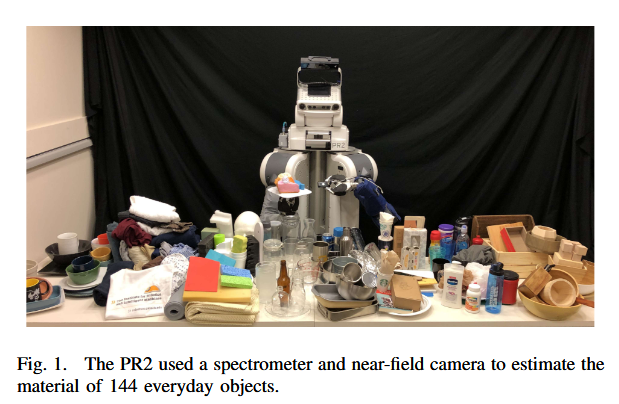 PR2
Fig. 1. The PR2 used a spectrometer and near-field camera to estimate the
material of 144 everyday objects.